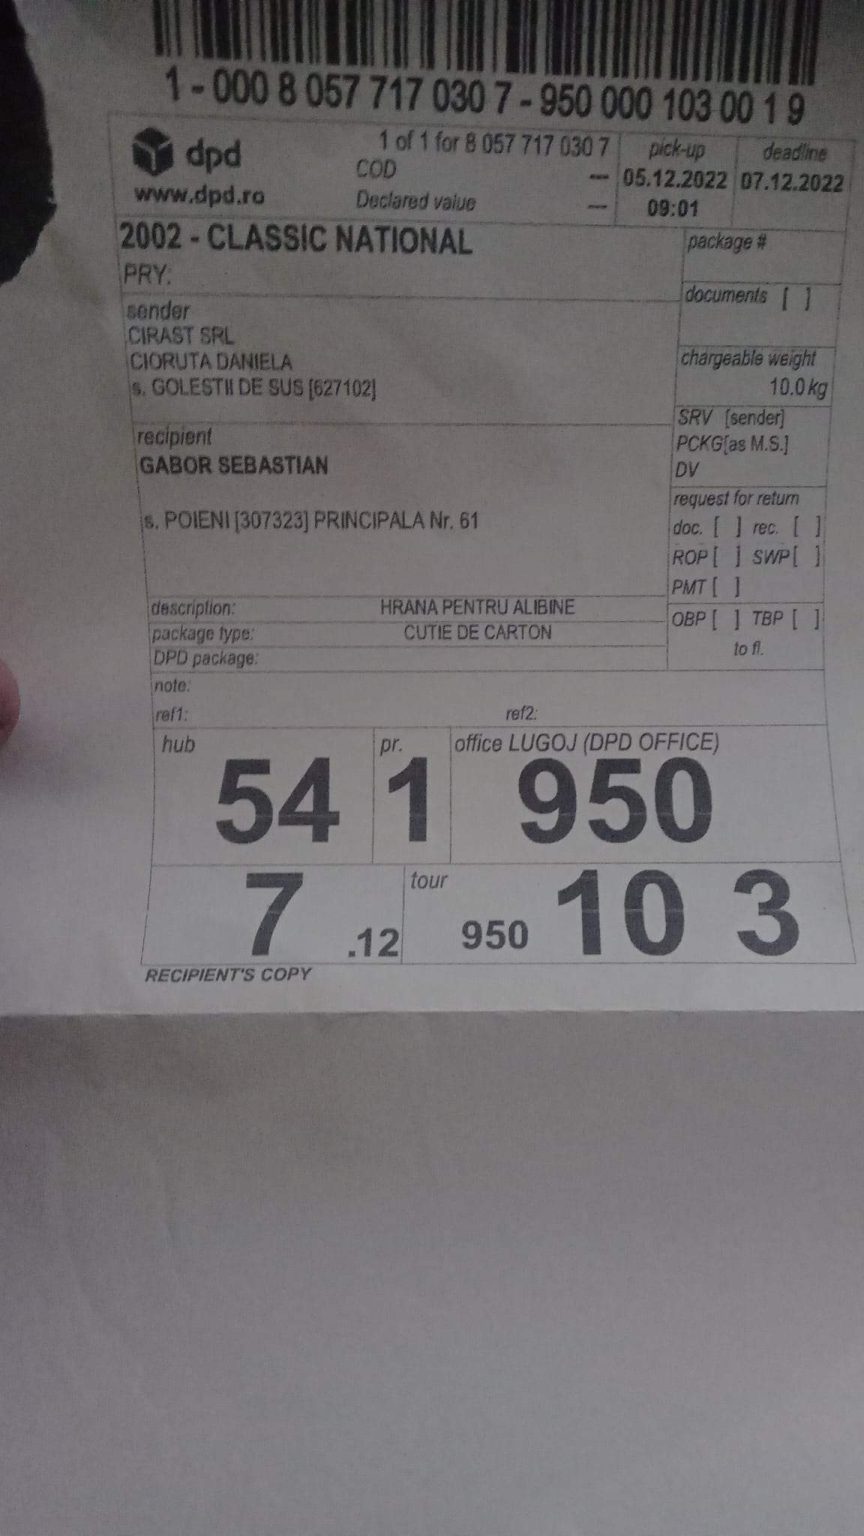 1 - 000 8 057 717 030 7 - 950 000 103 00 1 9
dpd
www.dpd.ro
1 of 1 for 8 057 717 030 7
COD ---
Declared value ---
pick-up
05.12.2022
09:01
deadline
07.12.2022
2002 - CLASSIC NATIONAL
PRY:
package #
documents [ ]
sender
CIRAST SRL
CIORUTA DANIELA
s. GOLESTII DE SUS [627102]
chargeable weight
10.0 kg
SRV [sender]
PCKG[as M.S.]
DV
recipient
GABOR SEBASTIAN
s. POIENI [307323] PRINCIPALA Nr. 61
request for return
doc. [ ] rec. [ ]
ROP [ ] SWP [ ]
PMT [ ]
OBP [ ] TBP [ ]
to fl.
description: HRANA PENTRU ALIBINE
package type: CUTIE DE CARTON
DPD package:
note:
ref1: ref2:
hub 54
pr. 1
office LUGOJ (DPD OFFICE)
950
7 .12
tour
950 10 3
RECIPIENT'S COPY